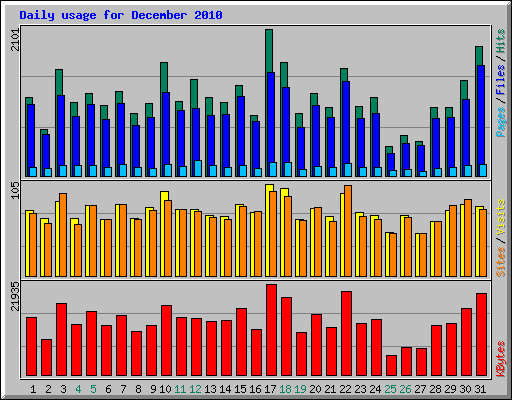 Daily usage for December 2010
2101
Pages / Files / Hits
105
Sites / Visits
21935
KBytes
1 2 3 4 5 6 7 8 9 10 11 12 13 14 15 16 17 18 19 20 21 22 23 24 25 26 27 28 29 30 31